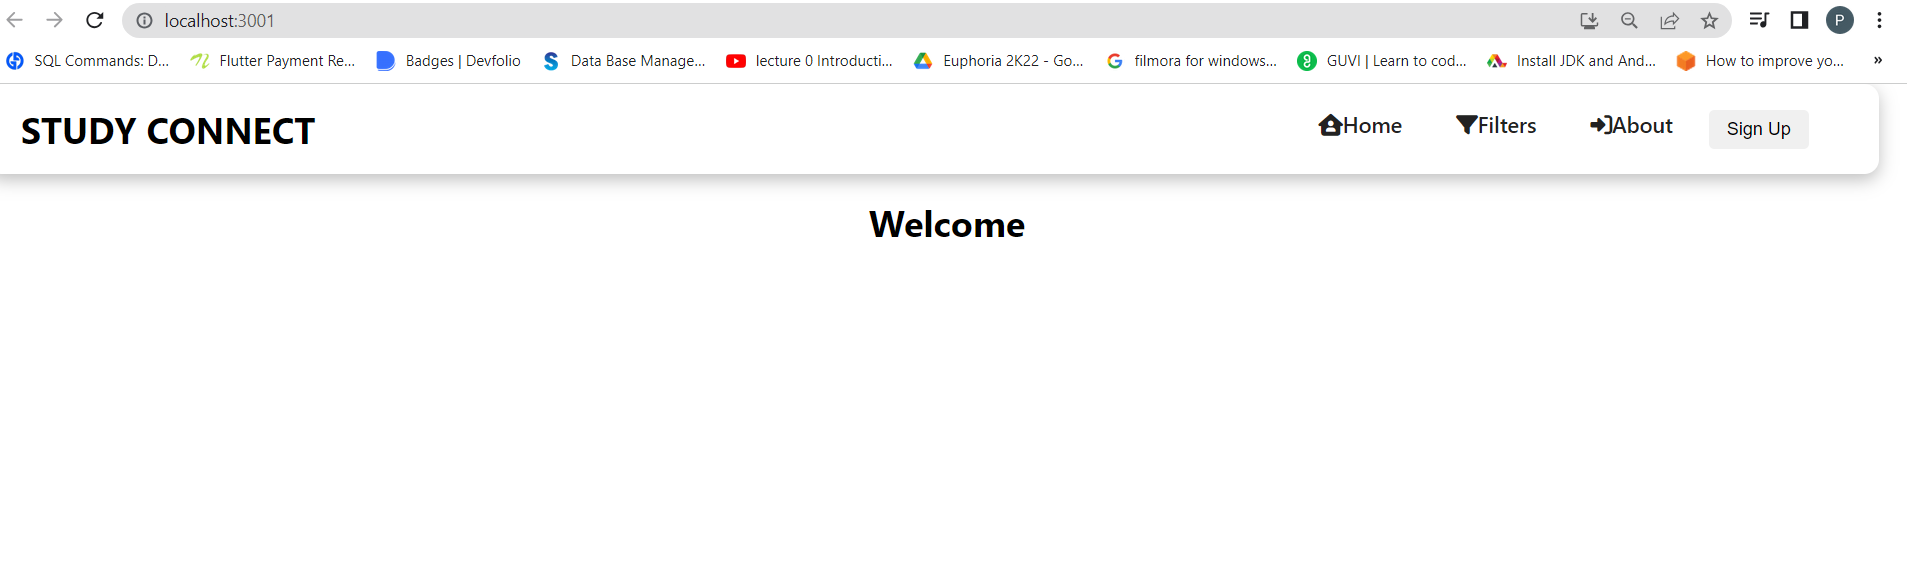 localhost:3001
P
SQL Commands: D... Flutter Payment Re... Badges | Devfolio Data Base Manage... lecture 0 Introducti... Euphoria 2K22 - Go... filmora for windows... GUVI | Learn to cod... Install JDK and And... How to improve yo... »
STUDY CONNECT Home Filters About Sign Up
Welcome